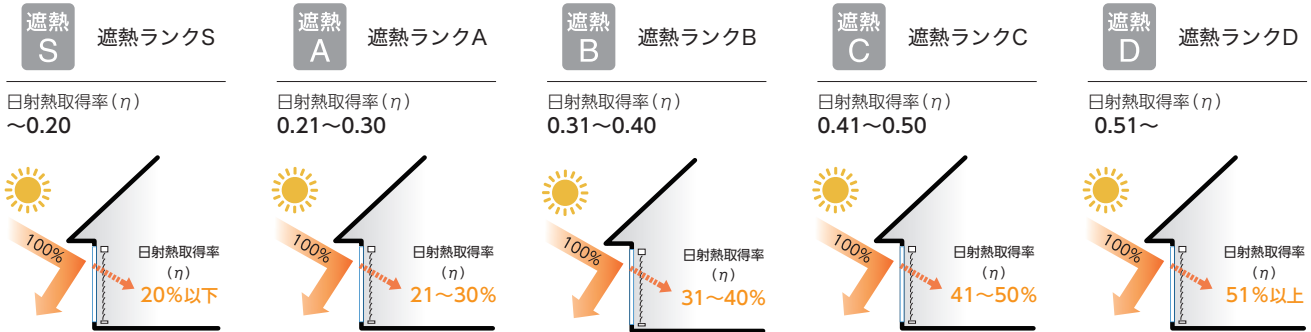 遮熱
S
遮熱ランクS
日射熱取得率(η)
～0.20
100%
日射熱取得率
(η)
20%以下
遮熱
A
遮熱ランクA
日射熱取得率(η)
0.21～0.30
100%
日射熱取得率
(η)
21～30%
遮熱
B
遮熱ランクB
日射熱取得率(η)
0.31～0.40
100%
日射熱取得率
(η)
31～40%
遮熱
C
遮熱ランクC
日射熱取得率(η)
0.41～0.50
100%
日射熱取得率
(η)
41～50%
遮熱
D
遮熱ランクD
日射熱取得率(η)
0.51～
100%
日射熱取得率
(η)
51%以上